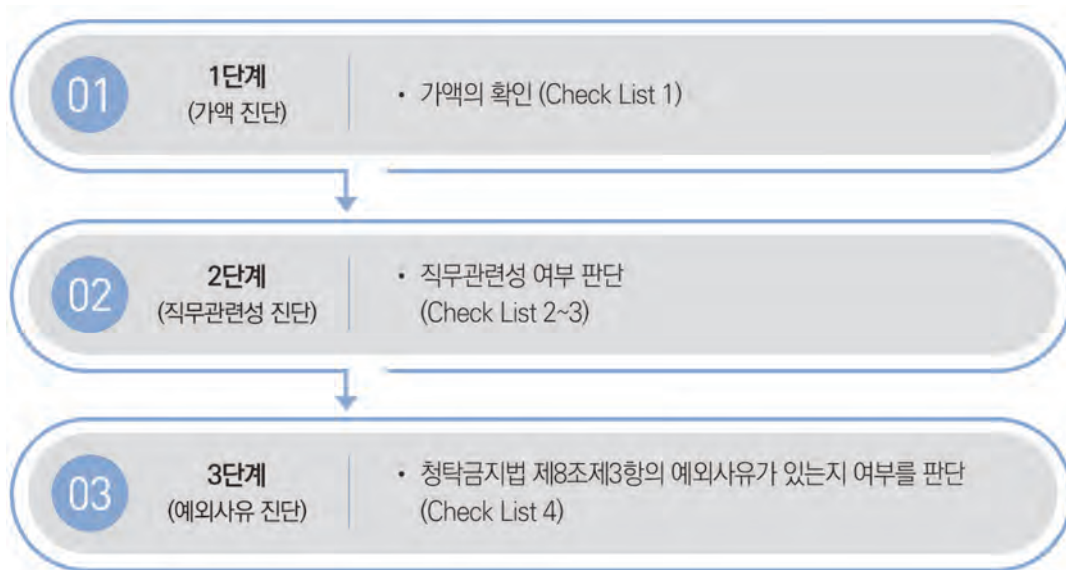 01
1단계
(가액 진단)
• 가액의 확인 (Check List 1)
02
2단계
(직무관련성 진단)
• 직무관련성 여부 판단
(Check List 2~3)
03
3단계
(예외사유 진단)
• 청탁금지법 제8조제3항의 예외사유가 있는지 여부를 판단
(Check List 4)